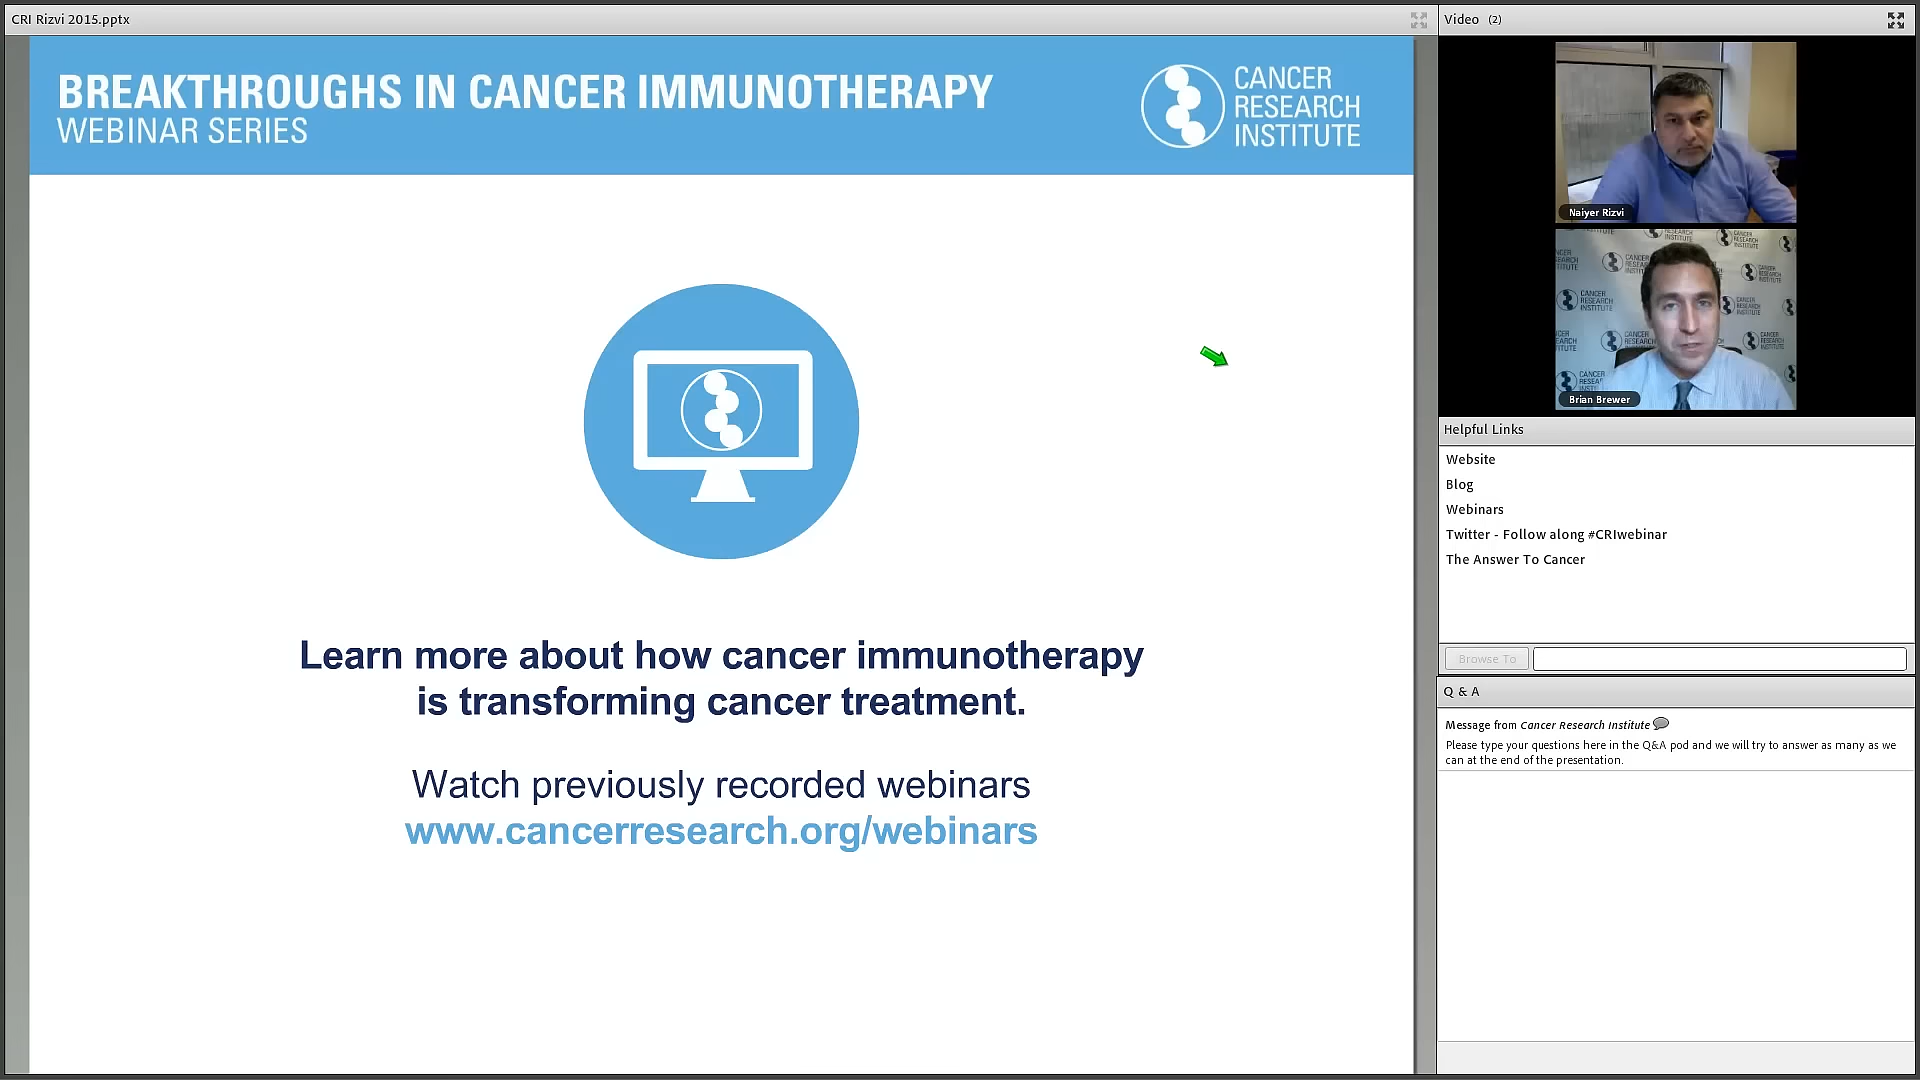 CRI Rizvi 2015.pptx
BREAKTHROUGHS IN CANCER IMMUNOTHERAPY
WEBINAR SERIES
CANCER
RESEARCH
INSTITUTE
Learn more about how cancer immunotherapy
is transforming cancer treatment.
Watch previously recorded webinars
www.cancerresearch.org/webinars
Video (2)
Naiyer Rizvi
CANCER
RESEARCH
INSTITUTE
Brian Brewer
Helpful Links
Website
Blog
Webinars
Twitter - Follow along #CRIwebinar
The Answer To Cancer
Browse To
Q & A
Message from Cancer Research Institute
Please type your questions here in the Q&A pod and we will try to answer as many as we
can at the end of the presentation.